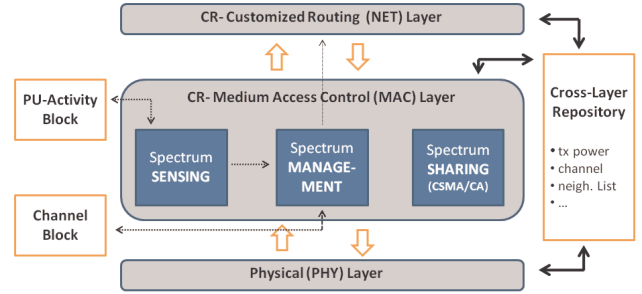 CR- Customized Routing (NET) Layer
PU-Activity
Block
CR- Medium Access Control (MAC) Layer
Spectrum
SENSING
Spectrum
MANAGE-
MENT
Spectrum
SHARING
(CSMA/CA)
Channel
Block
Physical (PHY) Layer
Cross-Layer
Repository
• tx power
• channel
• neigh. List
• ...